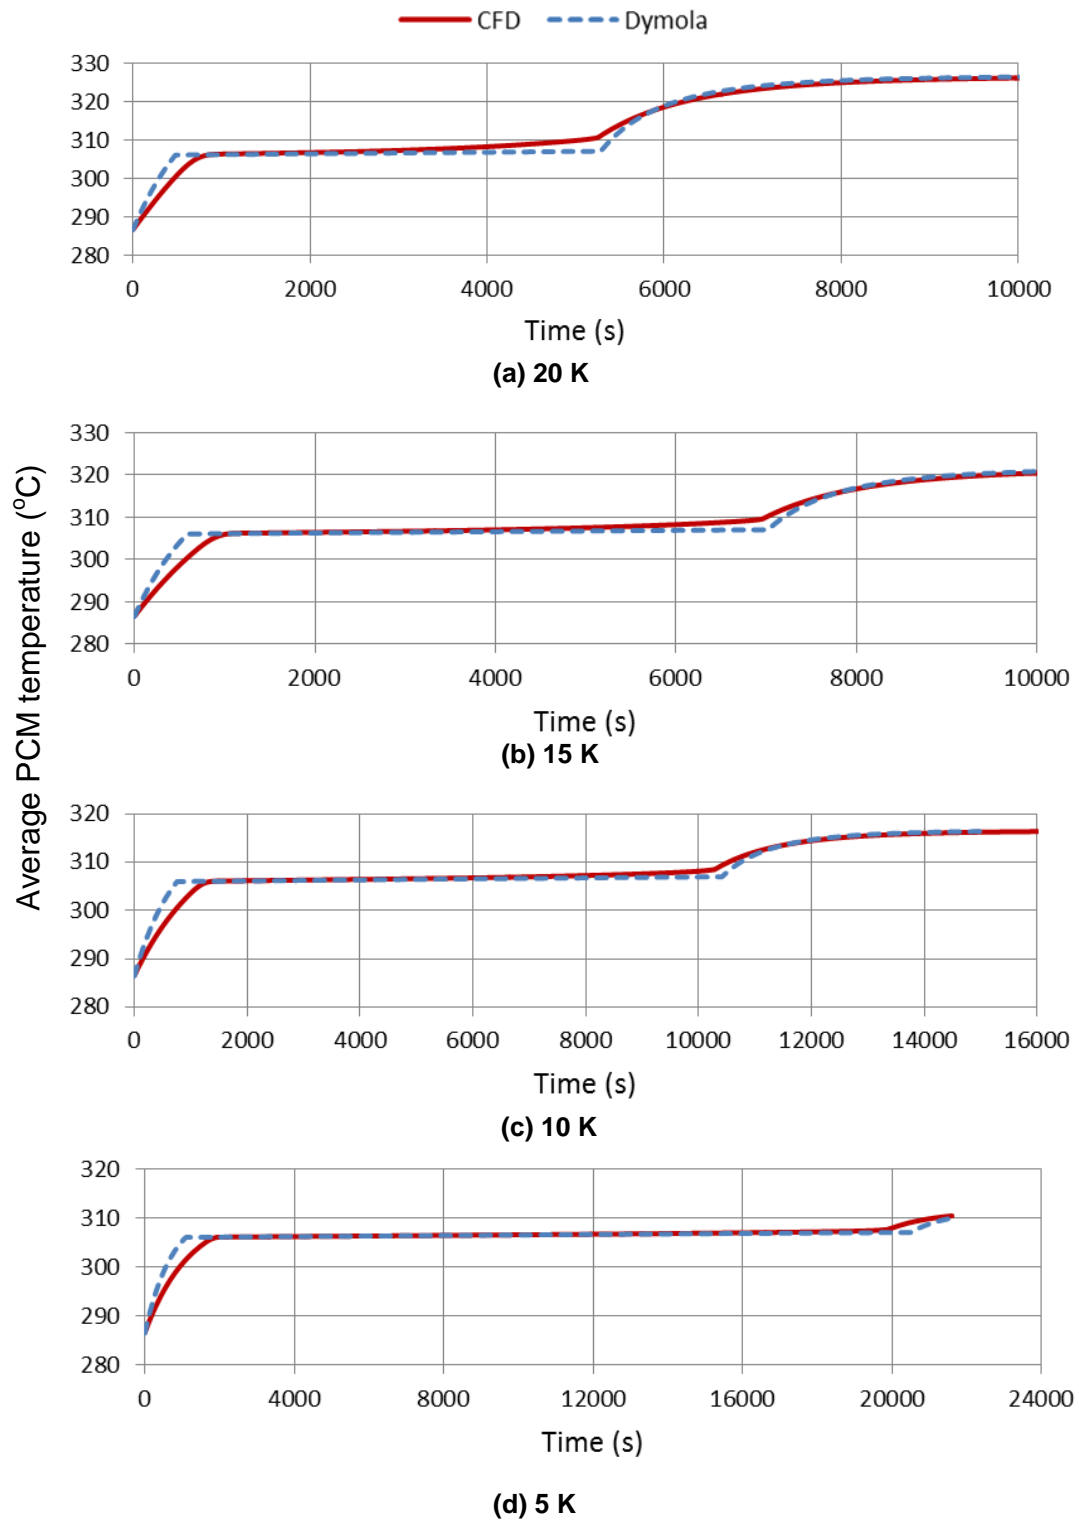 CFD Dymola
330
320
310
300
290
280
0 2000 4000 6000 8000 10000
Time (s)
(a) 20 K
330
320
310
300
290
280
0 2000 4000 6000 8000 10000
Time (s)
(b) 15 K
Average PCM temperature (°C)
320
310
300
290
280
0 2000 4000 6000 8000 10000 12000 14000 16000
Time (s)
(c) 10 K
320
310
300
290
280
0 4000 8000 12000 16000 20000 24000
Time (s)
(d) 5 K